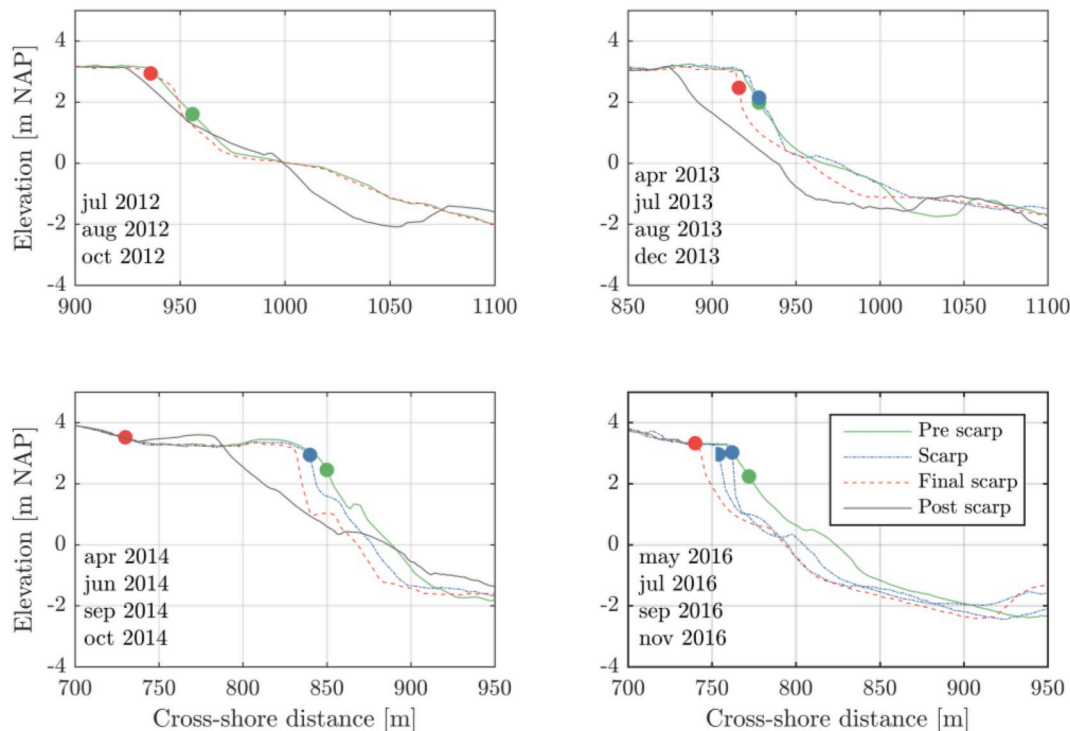 4
2
0
-2
-4
Elevation [m NAP]
jul 2012
aug 2012
oct 2012
900 950 1000 1050 1100
4
2
0
-2
-4
apr 2013
jul 2013
aug 2013
dec 2013
850 900 950 1000 1050 1100
4
2
0
-2
-4
Elevation [m NAP]
apr 2014
jun 2014
sep 2014
oct 2014
700 750 800 850 900 950
Cross-shore distance [m]
4
2
0
-2
-4
Pre scarp
Scarp
Final scarp
Post scarp
may 2016
jul 2016
sep 2016
nov 2016
700 750 800 850 900 950
Cross-shore distance [m]